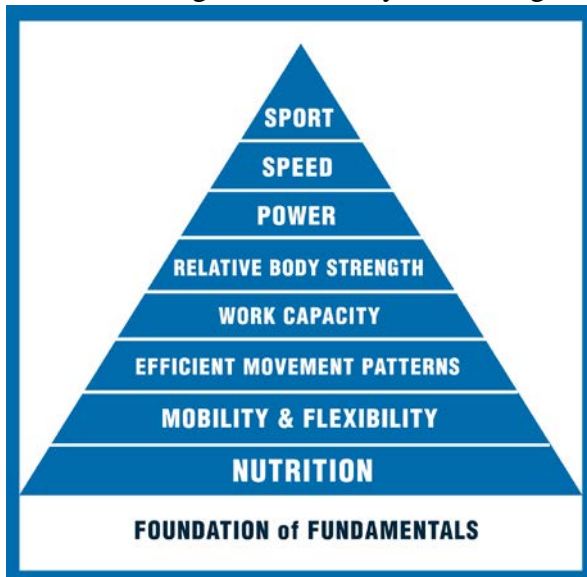 SPORT
SPEED
POWER
RELATIVE BODY STRENGTH
WORK CAPACITY
EFFICIENT MOVEMENT PATTERNS
MOBILITY & FLEXIBILITY
NUTRITION
FOUNDATION of FUNDAMENTALS